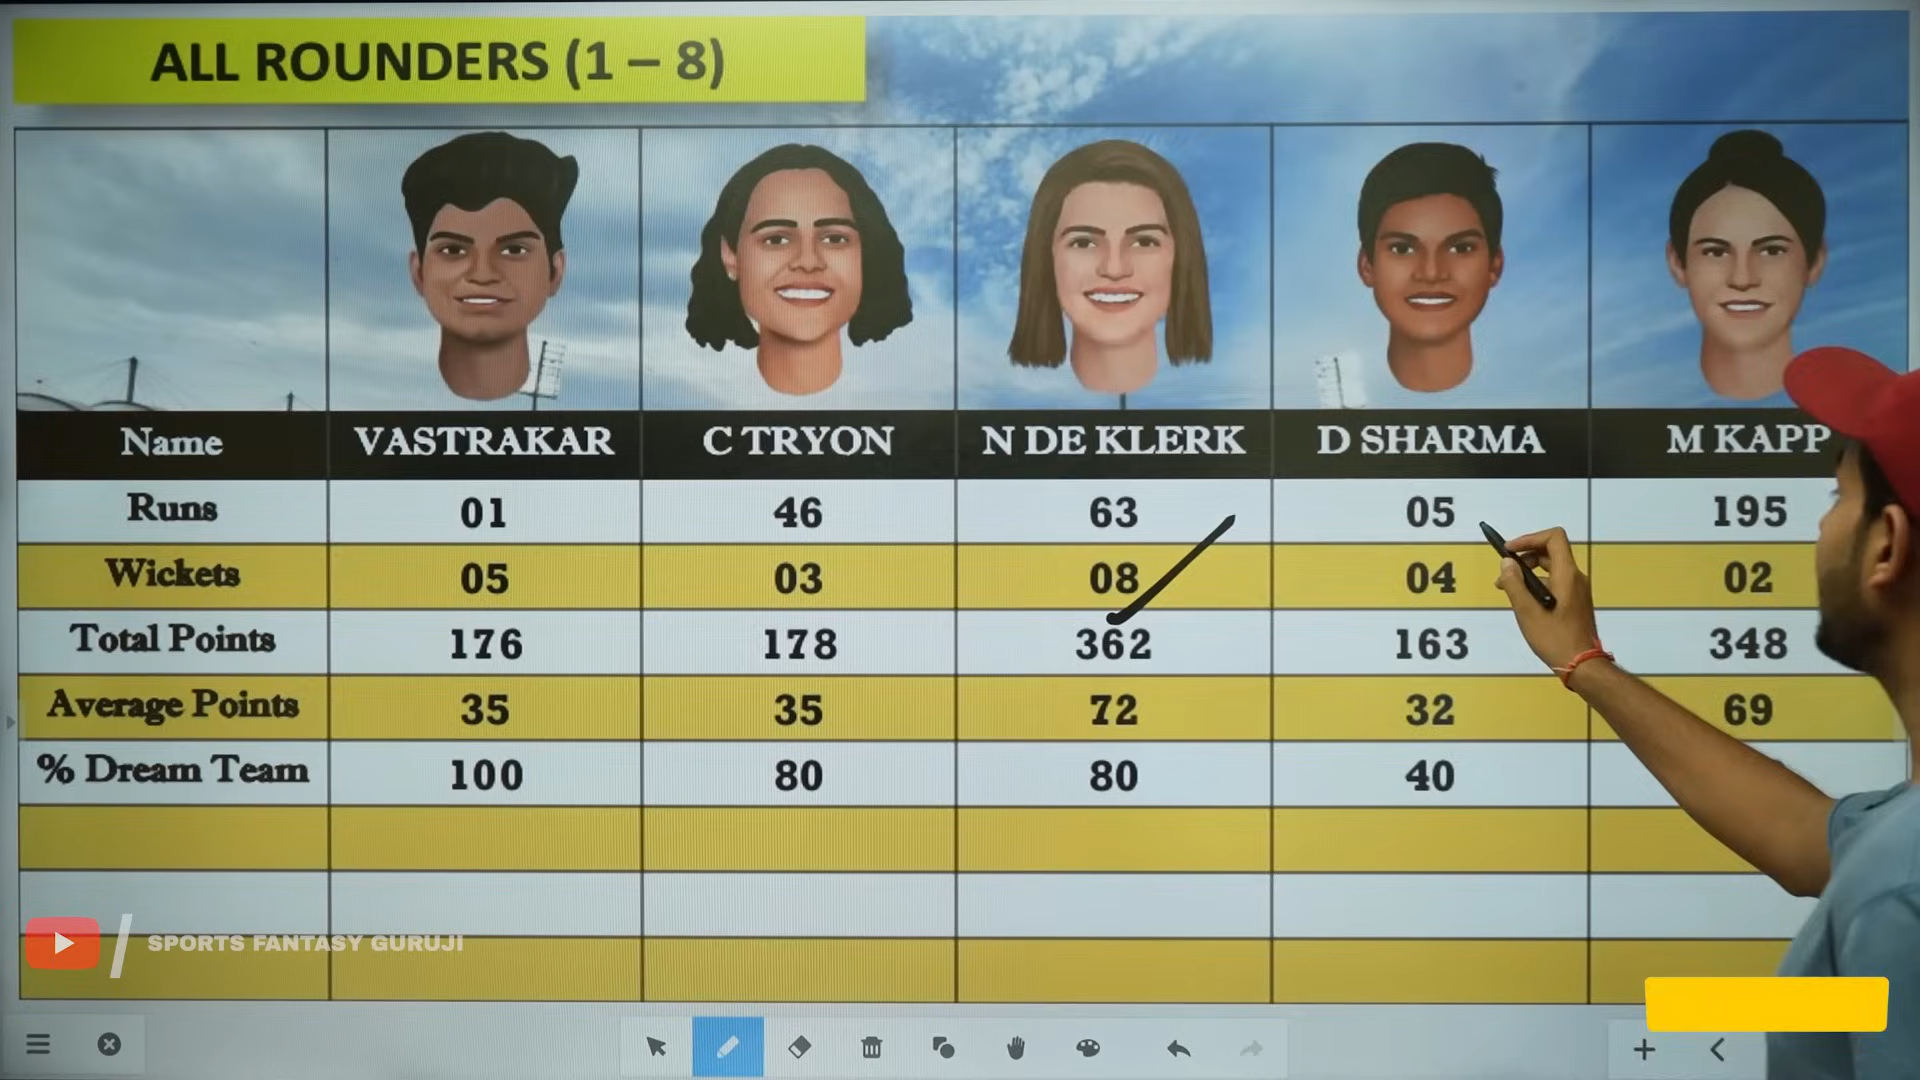 ALL ROUNDERS (1 – 8)
Name VASTRAKAR C TRYON N DE KLERK D SHARMA M KAPP
Runs 01 46 63 05 195
Wickets 05 03 08 04 02
Total Points 176 178 362 163 348
Average Points 35 35 72 32 69
% Dream Team 100 80 80 40
SPORTS FANTASY GURUJI